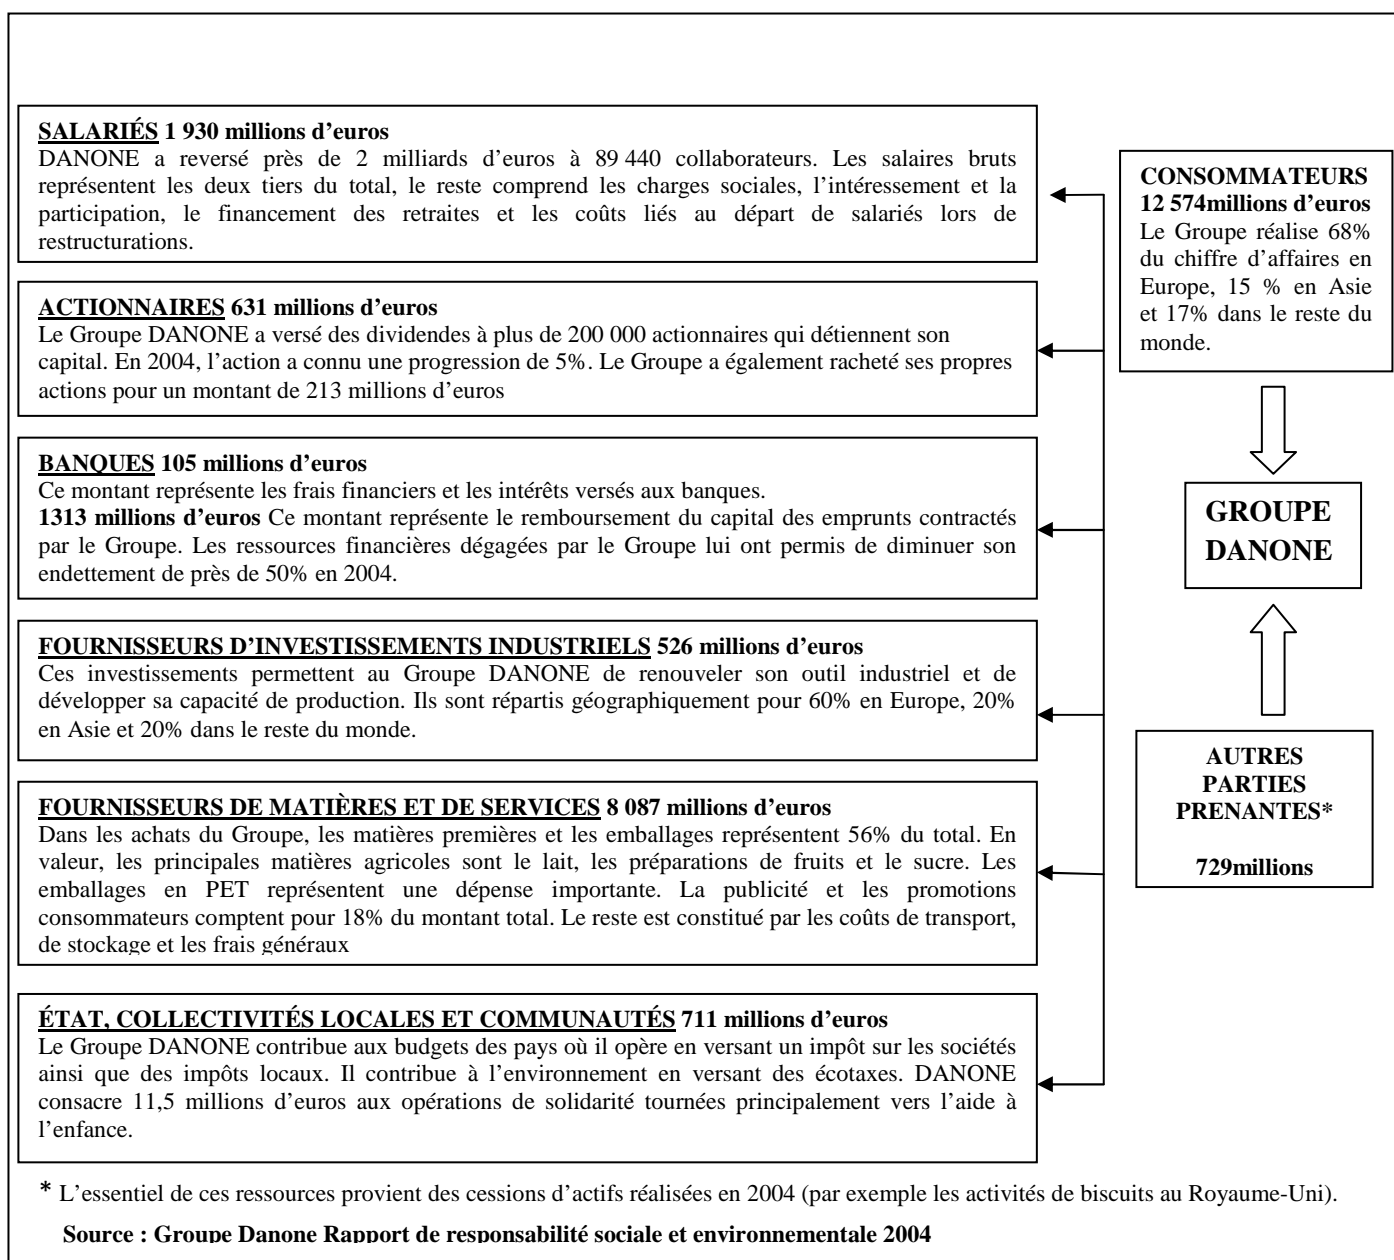 SALARIÉS 1 930 millions d’euros
DANONE a reversé près de 2 milliards d’euros à 89 440 collaborateurs. Les salaires bruts
représentent les deux tiers du total, le reste comprend les charges sociales, l’intéressement et la
participation, le financement des retraites et les coûts liés au départ de salariés lors de
restructurations.
ACTIONNAIRES 631 millions d’euros
Le Groupe DANONE a versé des dividendes à plus de 200 000 actionnaires qui détiennent son
capital. En 2004, l’action a connu une progression de 5%. Le Groupe a également racheté ses propres
actions pour un montant de 213 millions d’euros
BANQUES 105 millions d’euros
Ce montant représente les frais financiers et les intérêts versés aux banques.
1313 millions d’euros Ce montant représente le remboursement du capital des emprunts contractés
par le Groupe. Les ressources financières dégagées par le Groupe lui ont permis de diminuer son
endettement de près de 50% en 2004.
FOURNISSEURS D’INVESTISSEMENTS INDUSTRIELS 526 millions d’euros
Ces investissements permettent au Groupe DANONE de renouveler son outil industriel et de
développer sa capacité de production. Ils sont répartis géographiquement pour 60% en Europe, 20%
en Asie et 20% dans le reste du monde.
FOURNISSEURS DE MATIÈRES ET DE SERVICES 8 087 millions d’euros
Dans les achats du Groupe, les matières premières et les emballages représentent 56% du total. En
valeur, les principales matières agricoles sont le lait, les préparations de fruits et le sucre. Les
emballages en PET représentent une dépense importante. La publicité et les promotions
consommateurs comptent pour 18% du montant total. Le reste est constitué par les coûts de transport,
de stockage et les frais généraux
ÉTAT, COLLECTIVITÉS LOCALES ET COMMUNAUTÉS 711 millions d’euros
Le Groupe DANONE contribue aux budgets des pays où il opère en versant un impôt sur les sociétés
ainsi que des impôts locaux. Il contribue à l’environnement en versant des écotaxes. DANONE
consacre 11,5 millions d’euros aux opérations de solidarité tournées principalement vers l’aide à
l’enfance.
CONSOMMATEURS
12 574millions d’euros
Le Groupe réalise 68%
du chiffre d’affaires en
Europe, 15 % en Asie
et 17% dans le reste du
monde.
GROUPE
DANONE
AUTRES
PARTIES
PRENANTES*
729millions
* L’essentiel de ces ressources provient des cessions d’actifs réalisées en 2004 (par exemple les activités de biscuits au Royaume-Uni).
Source : Groupe Danone Rapport de responsabilité sociale et environnementale 2004